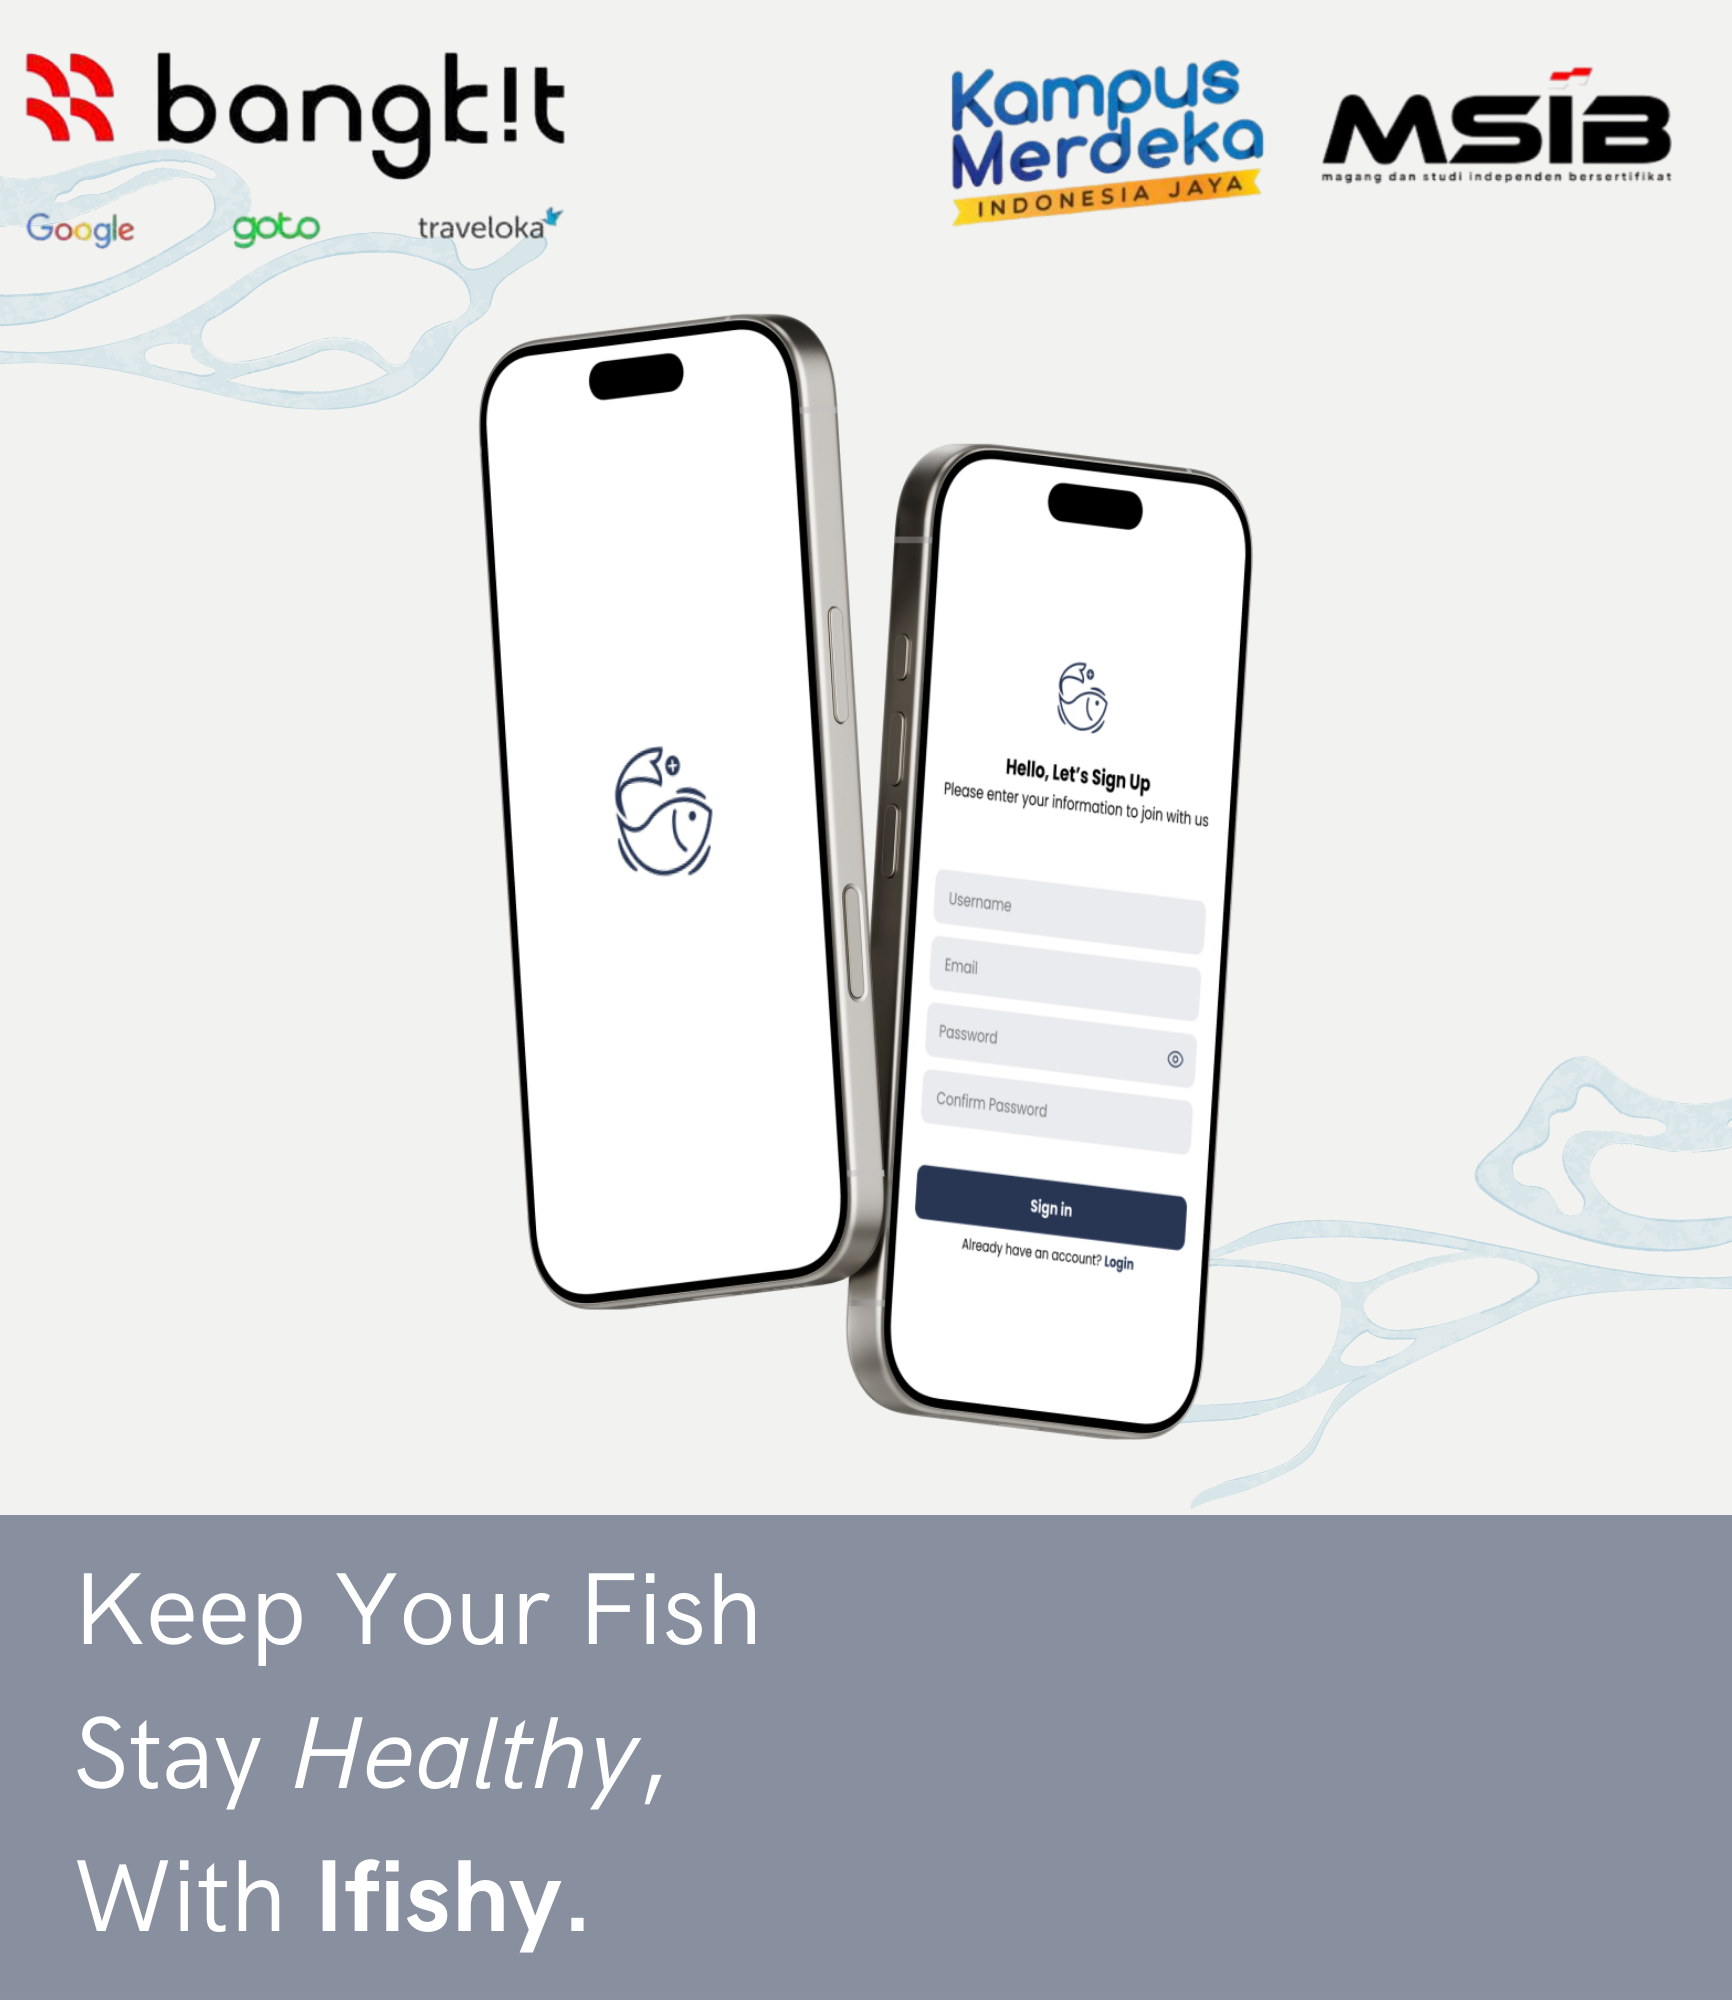 bangk!t
Google
goto
traveloka
Kampus
Merdeka
INDONESIA JAYA
MSIB
magang dan studi independen bersertifikat
Hello, Let's Sign Up
Please enter your information to join with us
Username
Email
Password
Confirm Password
Sign in
Already have an account? Login
Keep Your Fish
Stay Healthy,
With Ifishy.